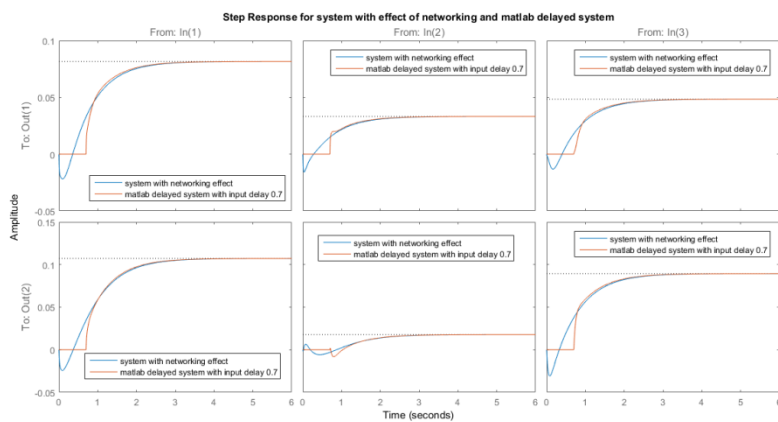 Step Response for system with effect of networking and matlab delayed system
From: In(1)
From: In(2)
From: In(3)
Amplitude
To: Out(1)
0.1
0.05
0
-0.05
system with networking effect
matlab delayed system with input delay 0.7
system with networking effect
matlab delayed system with input delay 0.7
system with networking effect
matlab delayed system with input delay 0.7
To: Out(2)
0.15
0.1
0.05
0
-0.05
system with networking effect
matlab delayed system with input delay 0.7
system with networking effect
matlab delayed system with input delay 0.7
system with networking effect
matlab delayed system with input delay 0.7
0 1 2 3 4 5 6
0 1 2 3 4 5 6
0 1 2 3 4 5 6
Time (seconds)